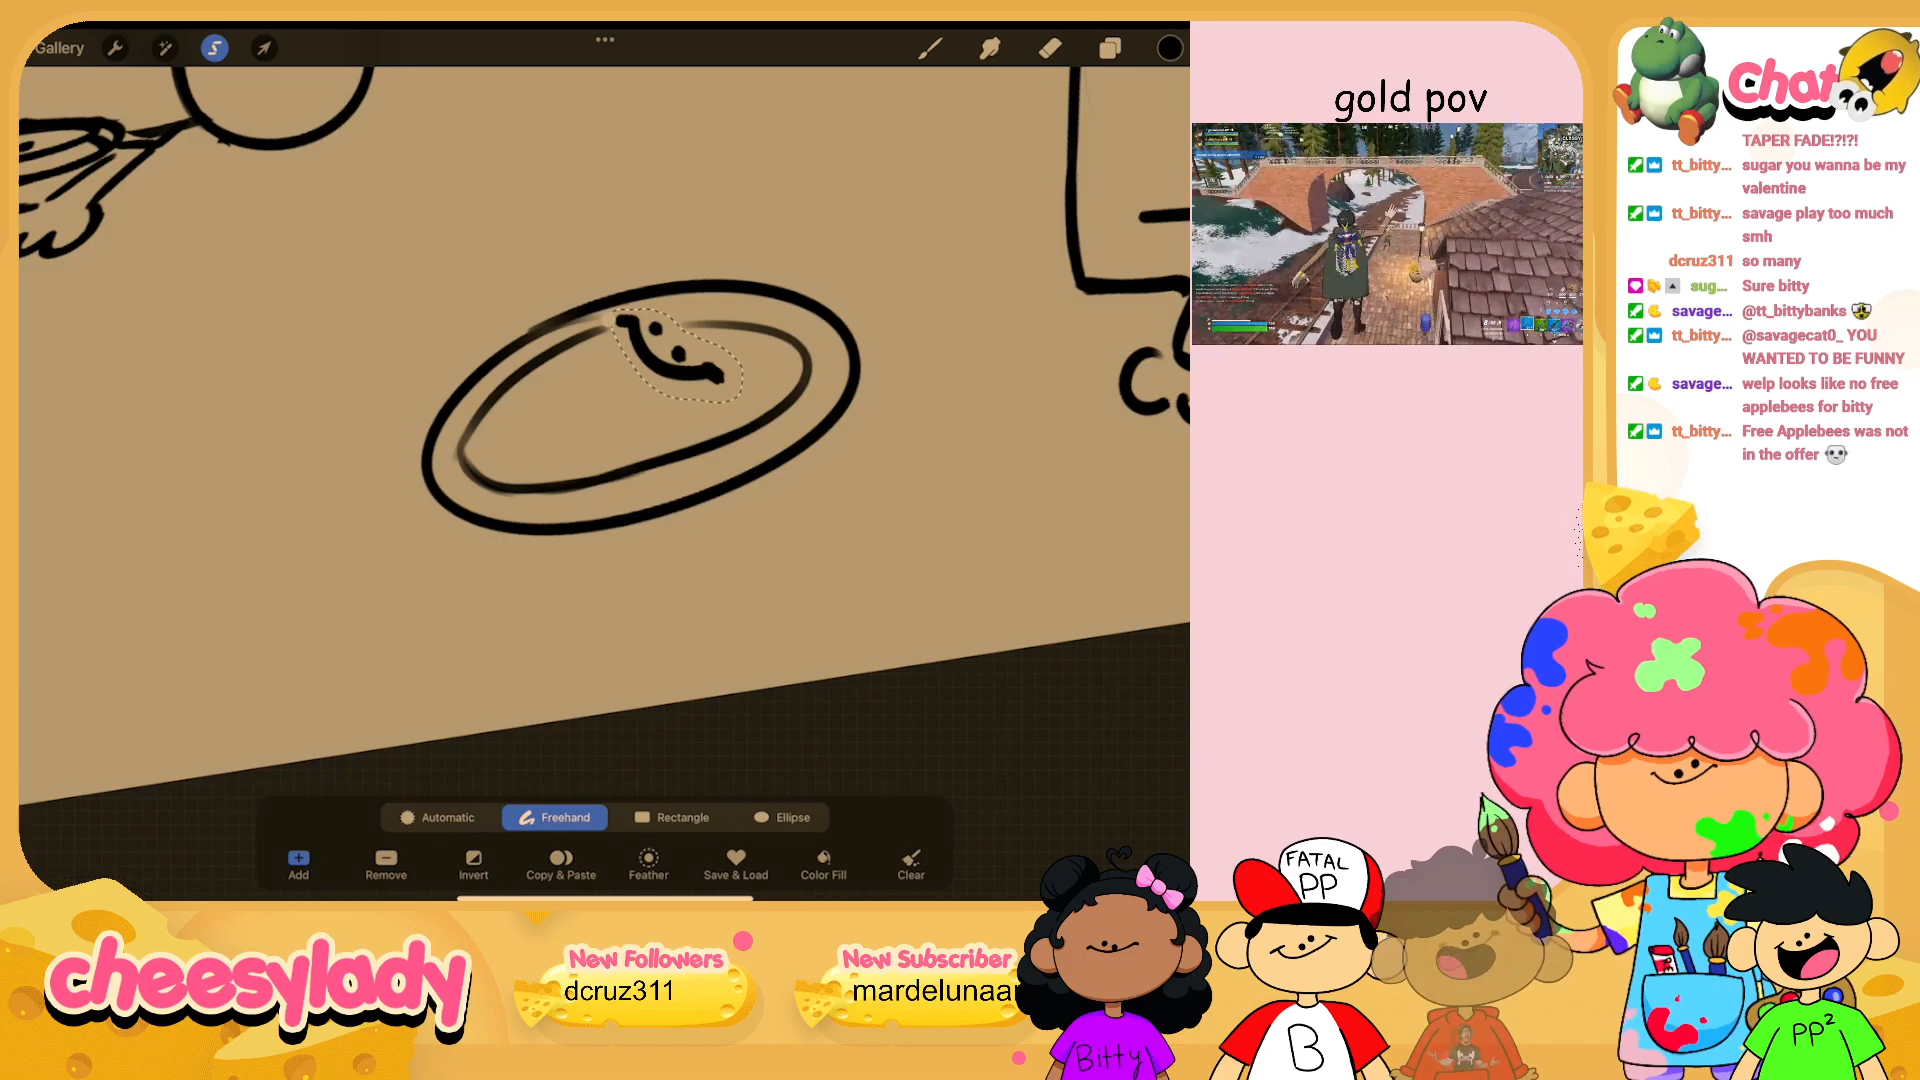 Gallery
gold pov
Chat
TAPER FADE!?!?!
tt_bitty... sugar you wanna be my
valentine
tt_bitty... savage play too much
smh
dcruz311 so many
sug... Sure bitty
savage... @tt_bittybanks
tt_bitty... @savagecat0_ YOU
WANTED TO BE FUNNY
savage... welp looks like no free
applebees for bitty
tt_bitty... Free Applebees was not
in the offer
Automatic
Freehand
Rectangle
Ellipse
Add
Remove
Invert
Copy & Paste
Feather
Save & Load
Color Fill
Clear
cheesylady
New Followers
dcruz311
New Subscriber
mardelunaar
Bitty
FATAL
PP
B
PP²